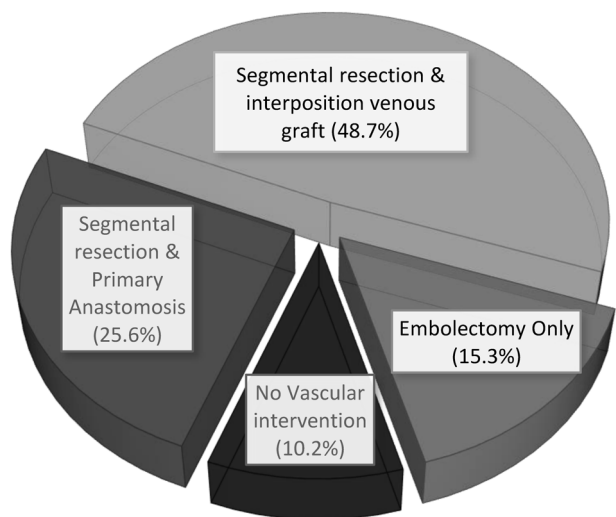 Segmental resection &
interposition venous
graft (48.7%)
Segmental
resection &
Primary
Anastomosis
(25.6%)
Embolectomy Only
(15.3%)
No Vascular
intervention
(10.2%)